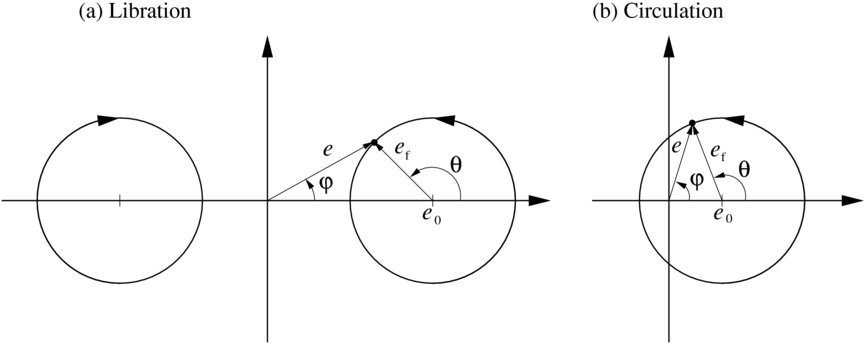 (a) Libration
(b) Circulation
e
e_f
θ
φ
e_0
e
e_f
φ
θ
e_0